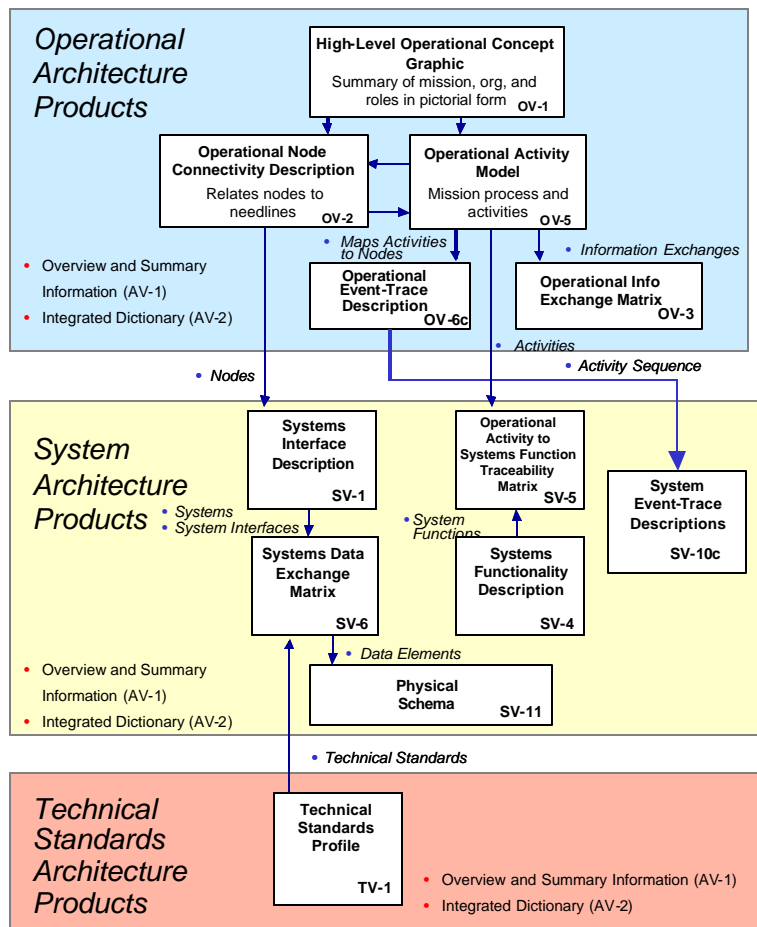 Operational
Architecture
Products
High-Level Operational Concept
Graphic
Summary of mission, org, and
roles in pictorial form
OV-1
Operational Node
Connectivity Description
Relates nodes to
needlines
OV-2
Operational Activity
Model
Mission process and
activities
OV-5
• Maps Activities
to Nodes
• Information Exchanges
Operational
Event-Trace
Description
OV-6c
Operational Info
Exchange Matrix
OV-3
• Overview and Summary
Information (AV-1)
• Integrated Dictionary (AV-2)
• Activities
• Activity Sequence
• Nodes
System
Architecture
Products
Systems
Interface
Description
SV-1
Operational
Activity to
Systems Function
Traceability
Matrix
SV-5
System
Event-Trace
Descriptions
SV-10c
• Systems
• System Interfaces
• System
Functions
Systems Data
Exchange
Matrix
SV-6
Systems
Functionality
Description
SV-4
• Data Elements
Physical
Schema
SV-11
• Overview and Summary
Information (AV-1)
• Integrated Dictionary (AV-2)
• Technical Standards
Technical
Standards
Architecture
Products
Technical
Standards
Profile
TV-1
• Overview and Summary Information (AV-1)
• Integrated Dictionary (AV-2)